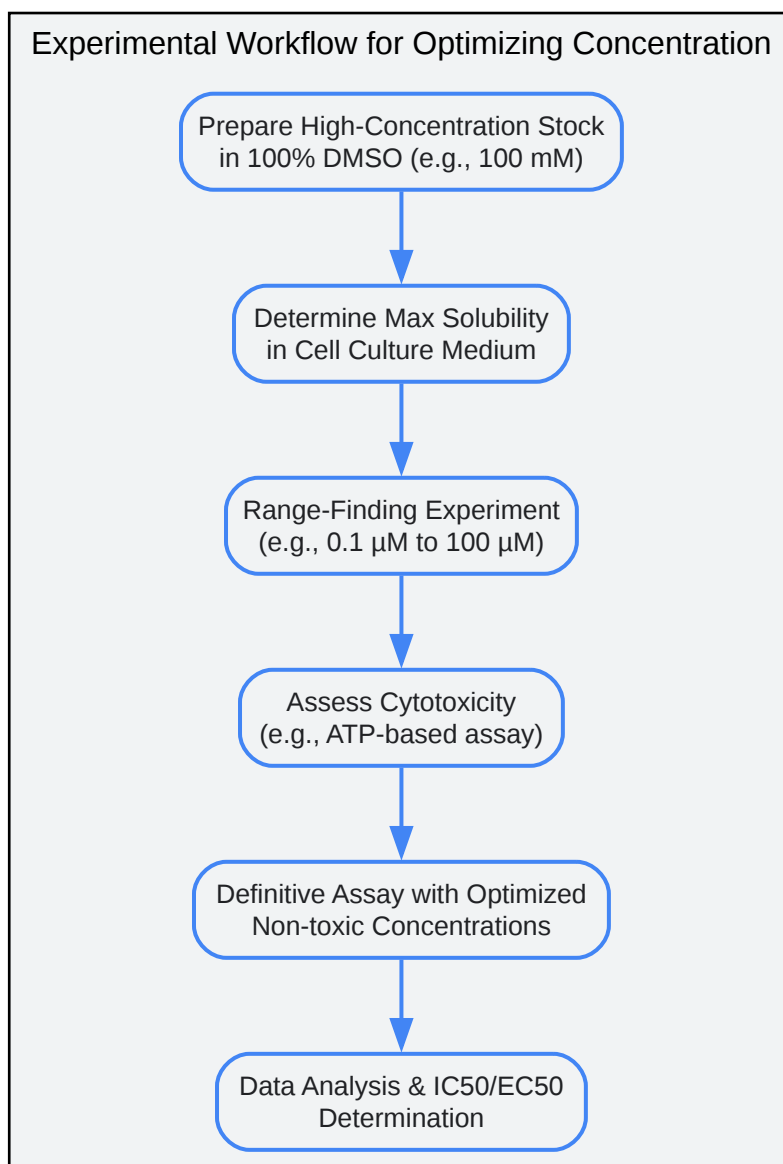 Experimental Workflow for Optimizing Concentration
Prepare High-Concentration Stock
in 100% DMSO (e.g., 100 mM)
Determine Max Solubility
in Cell Culture Medium
Range-Finding Experiment
(e.g., 0.1 µM to 100 µM)
Assess Cytotoxicity
(e.g., ATP-based assay)
Definitive Assay with Optimized
Non-toxic Concentrations
Data Analysis & IC50/EC50
Determination